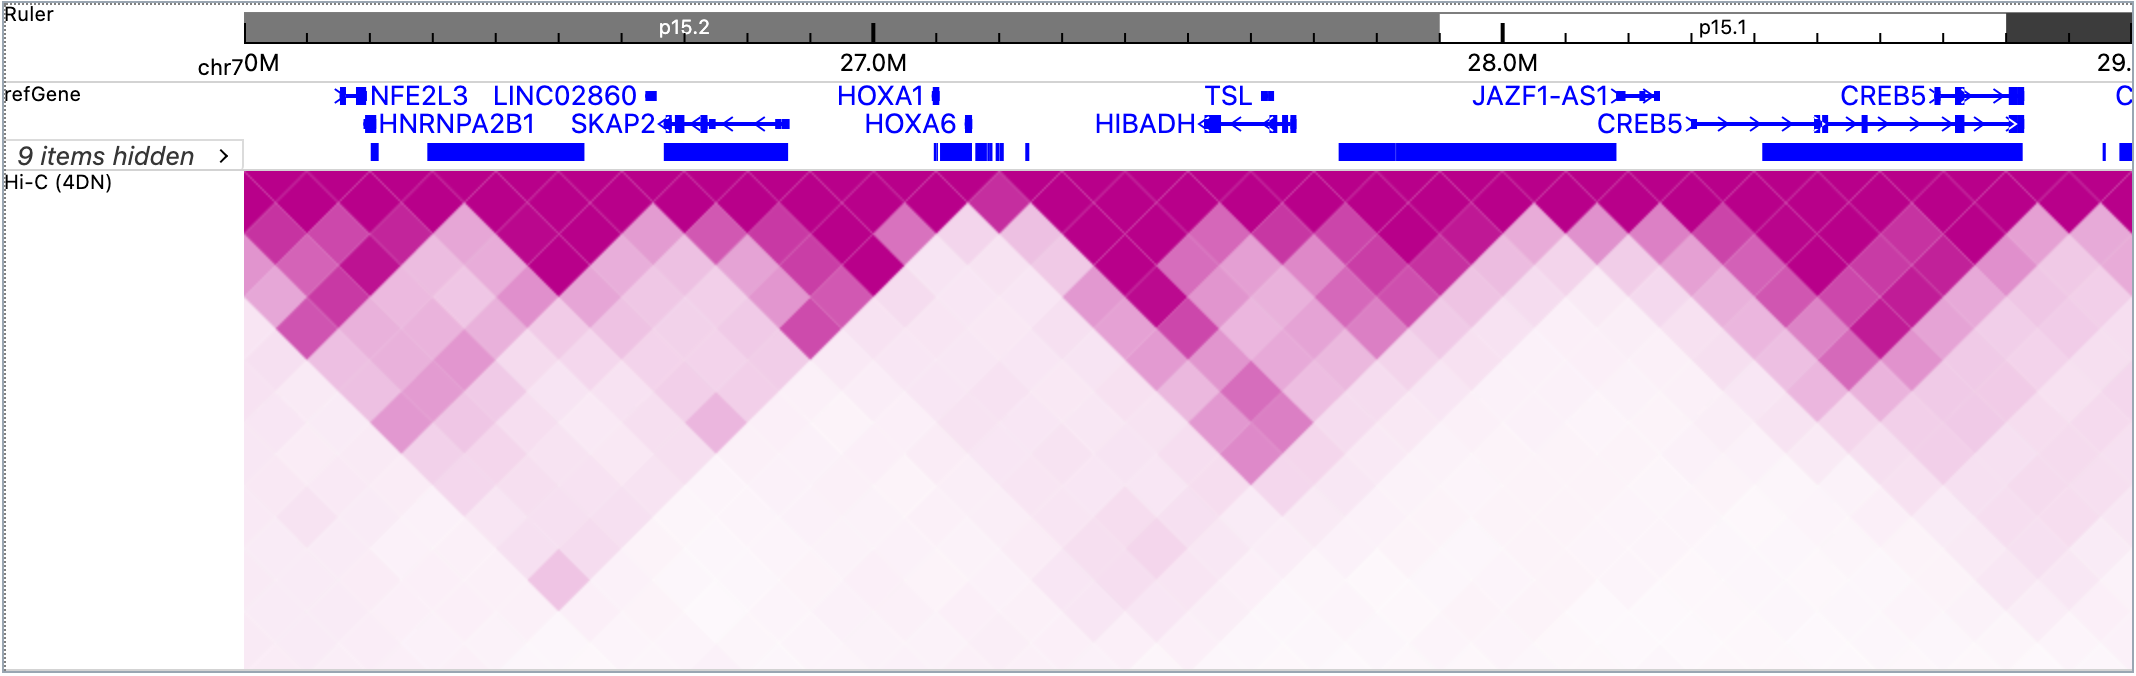 Ruler
p15.2
p15.1
chr7
0M
27.0M
28.0M
29.
refGene
NFE2L3
LINC02860
HOXA1
TSL
JAZF1-AS1
CREB5
C
HNRNPA2B1
SKAP2
HOXA6
HIBADH
CREB5
9 items hidden
Hi-C (4DN)